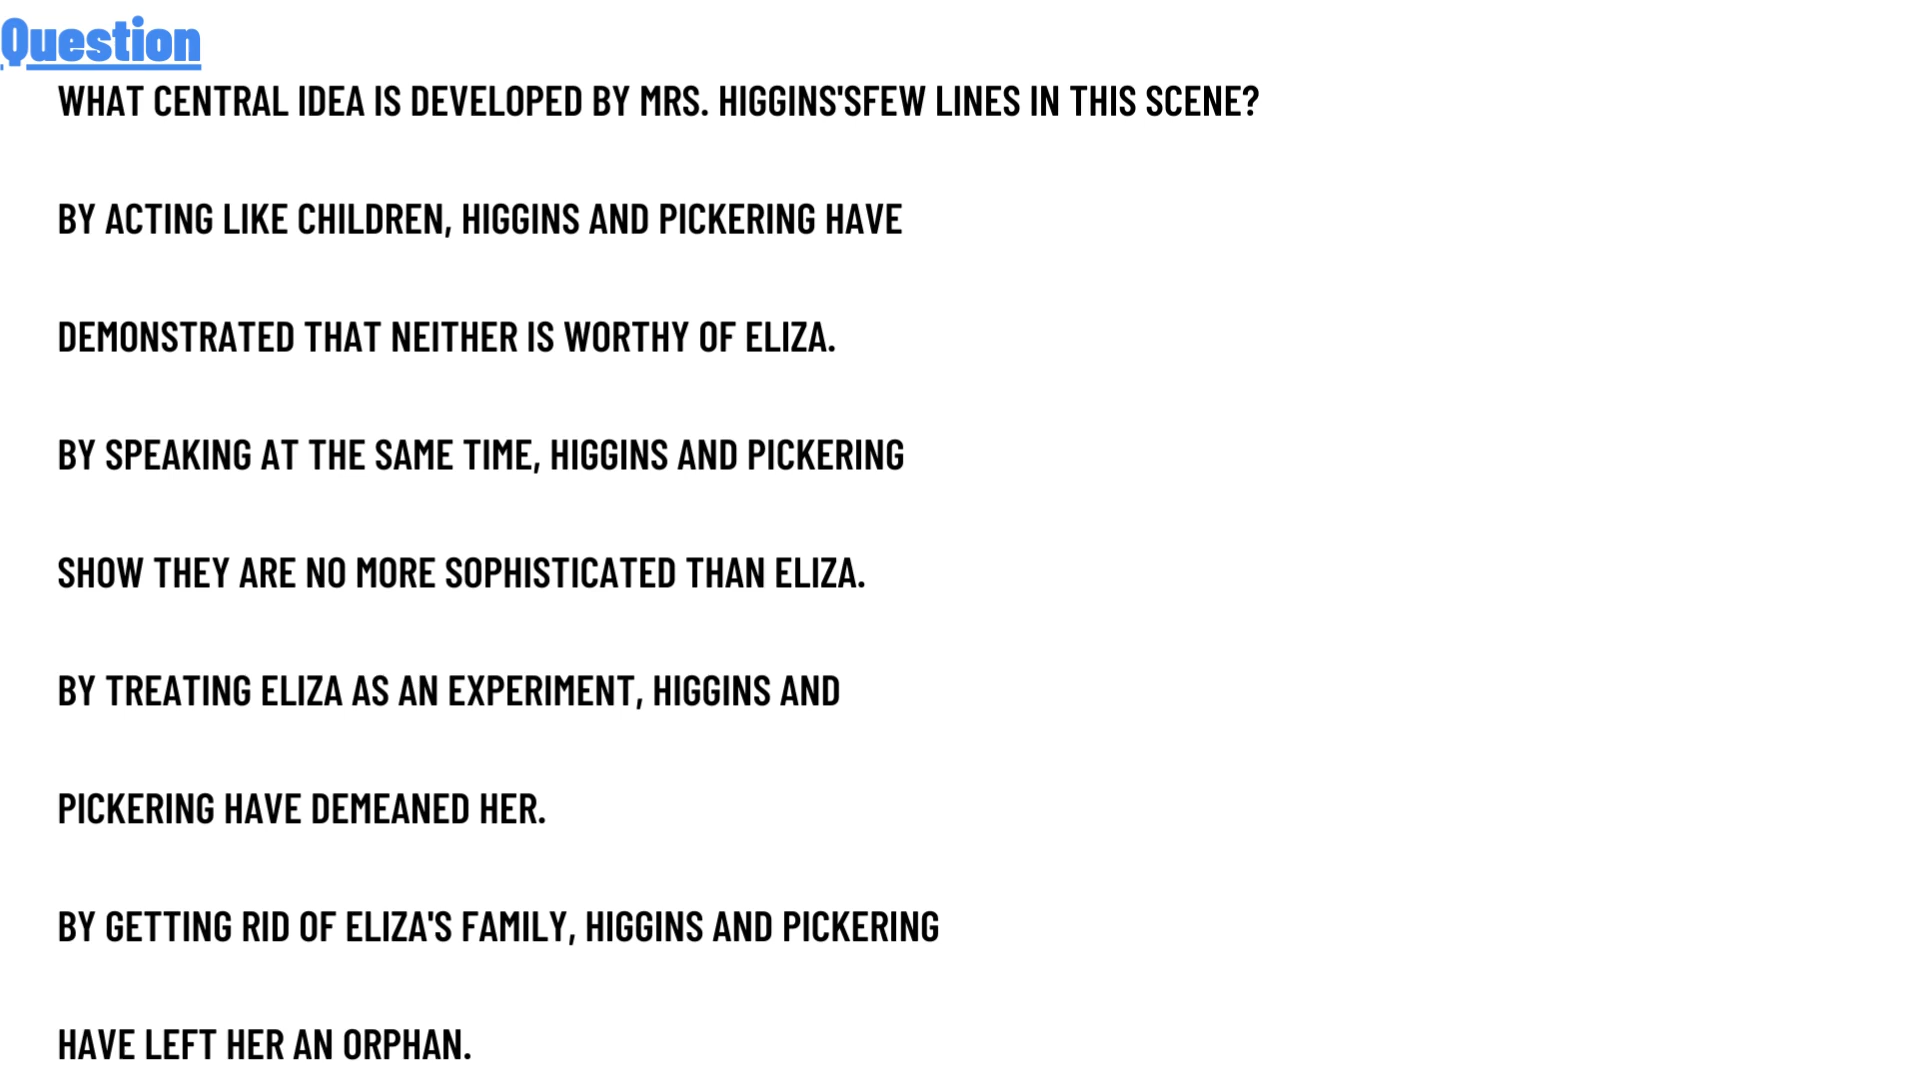 Question
WHAT CENTRAL IDEA IS DEVELOPED BY MRS. HIGGINS'SFEW LINES IN THIS SCENE?
BY ACTING LIKE CHILDREN, HIGGINS AND PICKERING HAVE
DEMONSTRATED THAT NEITHER IS WORTHY OF ELIZA.
BY SPEAKING AT THE SAME TIME, HIGGINS AND PICKERING
SHOW THEY ARE NO MORE SOPHISTICATED THAN ELIZA.
BY TREATING ELIZA AS AN EXPERIMENT, HIGGINS AND
PICKERING HAVE DEMEANED HER.
BY GETTING RID OF ELIZA'S FAMILY, HIGGINS AND PICKERING
HAVE LEFT HER AN ORPHAN.